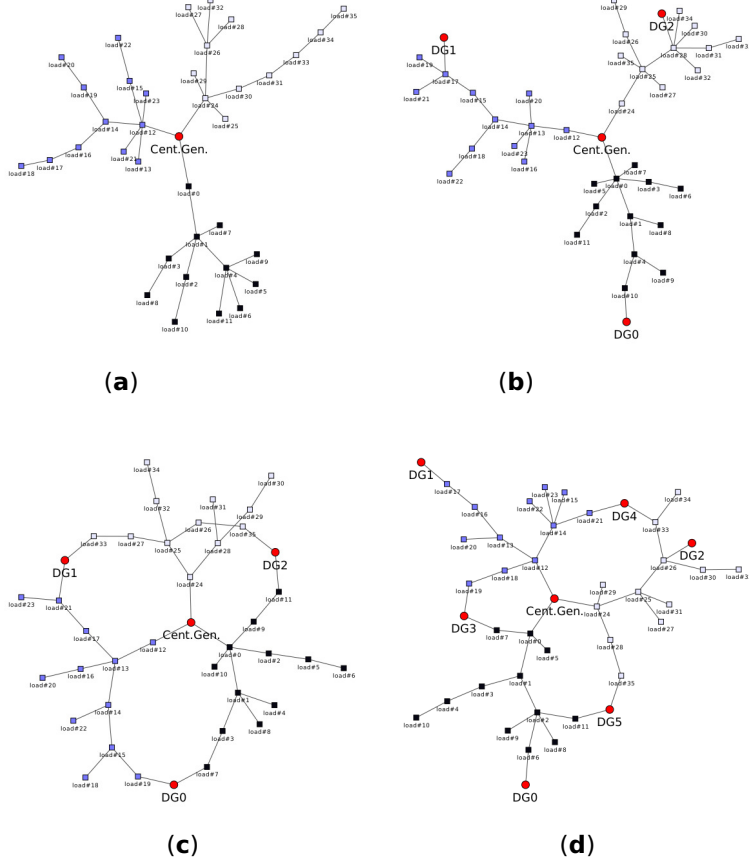 load#32
load#27
load#35
load#28
load#34
load#22
load#26
load#33
load#20
load#15
load#29
load#31
load#19
load#23
load#30
load#24
load#14
load#12
load#25
Cent.Gen.
load#16
load#21
load#17
load#13
load#18
load#0
load#7
load#1
load#3
load#9
load#4
load#2
load#5
load#8
load#11
load#6
load#10
(a)
load#29
DG2
load#34
load#30
DG1
load#26
load#28
load#31
load#3
load#19
load#35
load#17
load#25
load#32
load#21
load#15
load#20
load#27
load#24
load#14
load#13
load#12
Cent.Gen.
load#23
load#18
load#16
load#7
load#22
load#5
load#0
load#3
load#6
load#2
load#1
load#8
load#11
load#4
load#9
load#10
DG0
(b)
load#34
load#30
load#32
load#31
load#29
load#26
load#35
load#33
load#27
load#25
load#28
DG1
DG2
load#24
load#23
load#21
load#11
load#17
Cent.Gen.
load#9
load#12
load#0
load#2
load#13
load#5
load#16
load#10
load#6
load#20
load#1
load#14
load#4
load#22
load#8
load#3
load#15
load#7
load#18
load#19
DG0
(c)
DG1
load#17
load#23
load#15
load#34
load#22
DG4
load#16
load#21
load#33
load#14
load#20
load#13
DG2
load#12
load#26
load#30
load#3
load#18
load#19
load#29
load#25
Cent.Gen.
load#24
load#31
DG3
load#27
load#7
load#0
load#28
load#5
load#1
load#35
load#3
load#4
DG5
load#10
load#2
load#11
load#9
load#8
load#6
DG0
(d)